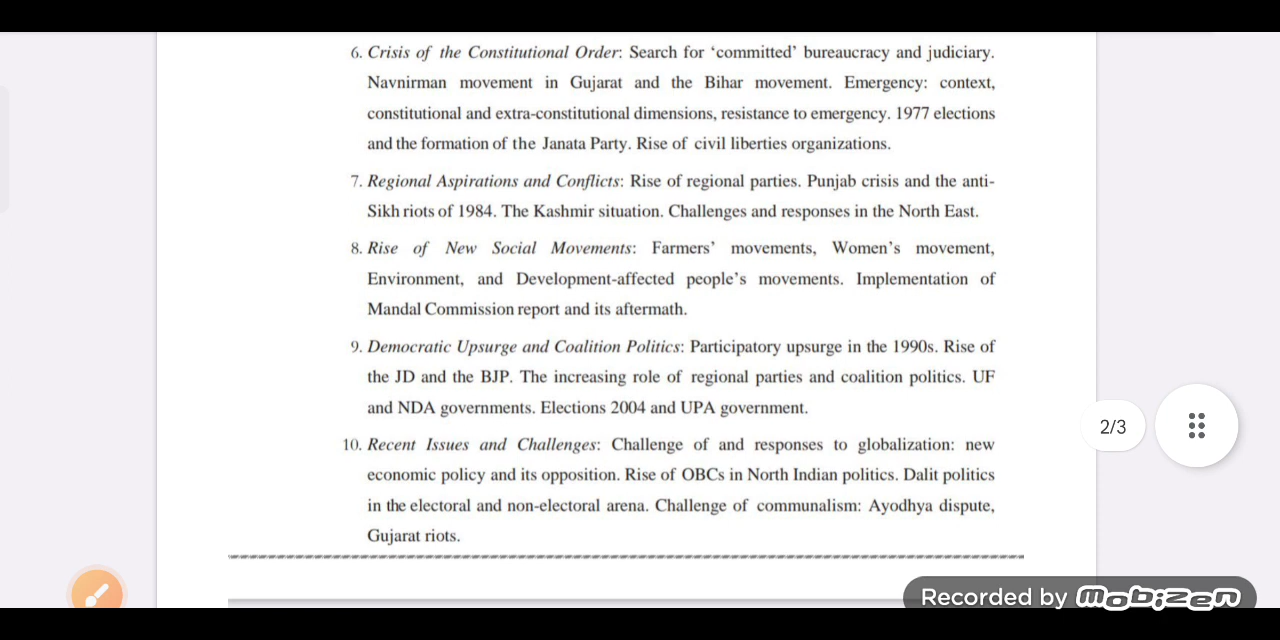 6. Crisis of the Constitutional Order: Search for ‘committed’ bureaucracy and judiciary.
Navnirman movement in Gujarat and the Bihar movement. Emergency: context,
constitutional and extra-constitutional dimensions, resistance to emergency. 1977 elections
and the formation of the Janata Party. Rise of civil liberties organizations.
7. Regional Aspirations and Conflicts: Rise of regional parties. Punjab crisis and the anti-
Sikh riots of 1984. The Kashmir situation. Challenges and responses in the North East.
8. Rise of New Social Movements: Farmers’ movements, Women’s movement,
Environment, and Development-affected people’s movements. Implementation of
Mandal Commission report and its aftermath.
9. Democratic Upsurge and Coalition Politics: Participatory upsurge in the 1990s. Rise of
the JD and the BJP. The increasing role of regional parties and coalition politics. UF
and NDA governments. Elections 2004 and UPA government.
10. Recent Issues and Challenges: Challenge of and responses to globalization: new
economic policy and its opposition. Rise of OBCs in North Indian politics. Dalit politics
in the electoral and non-electoral arena. Challenge of communalism: Ayodhya dispute,
Gujarat riots.
2/3
Recorded by mobizen